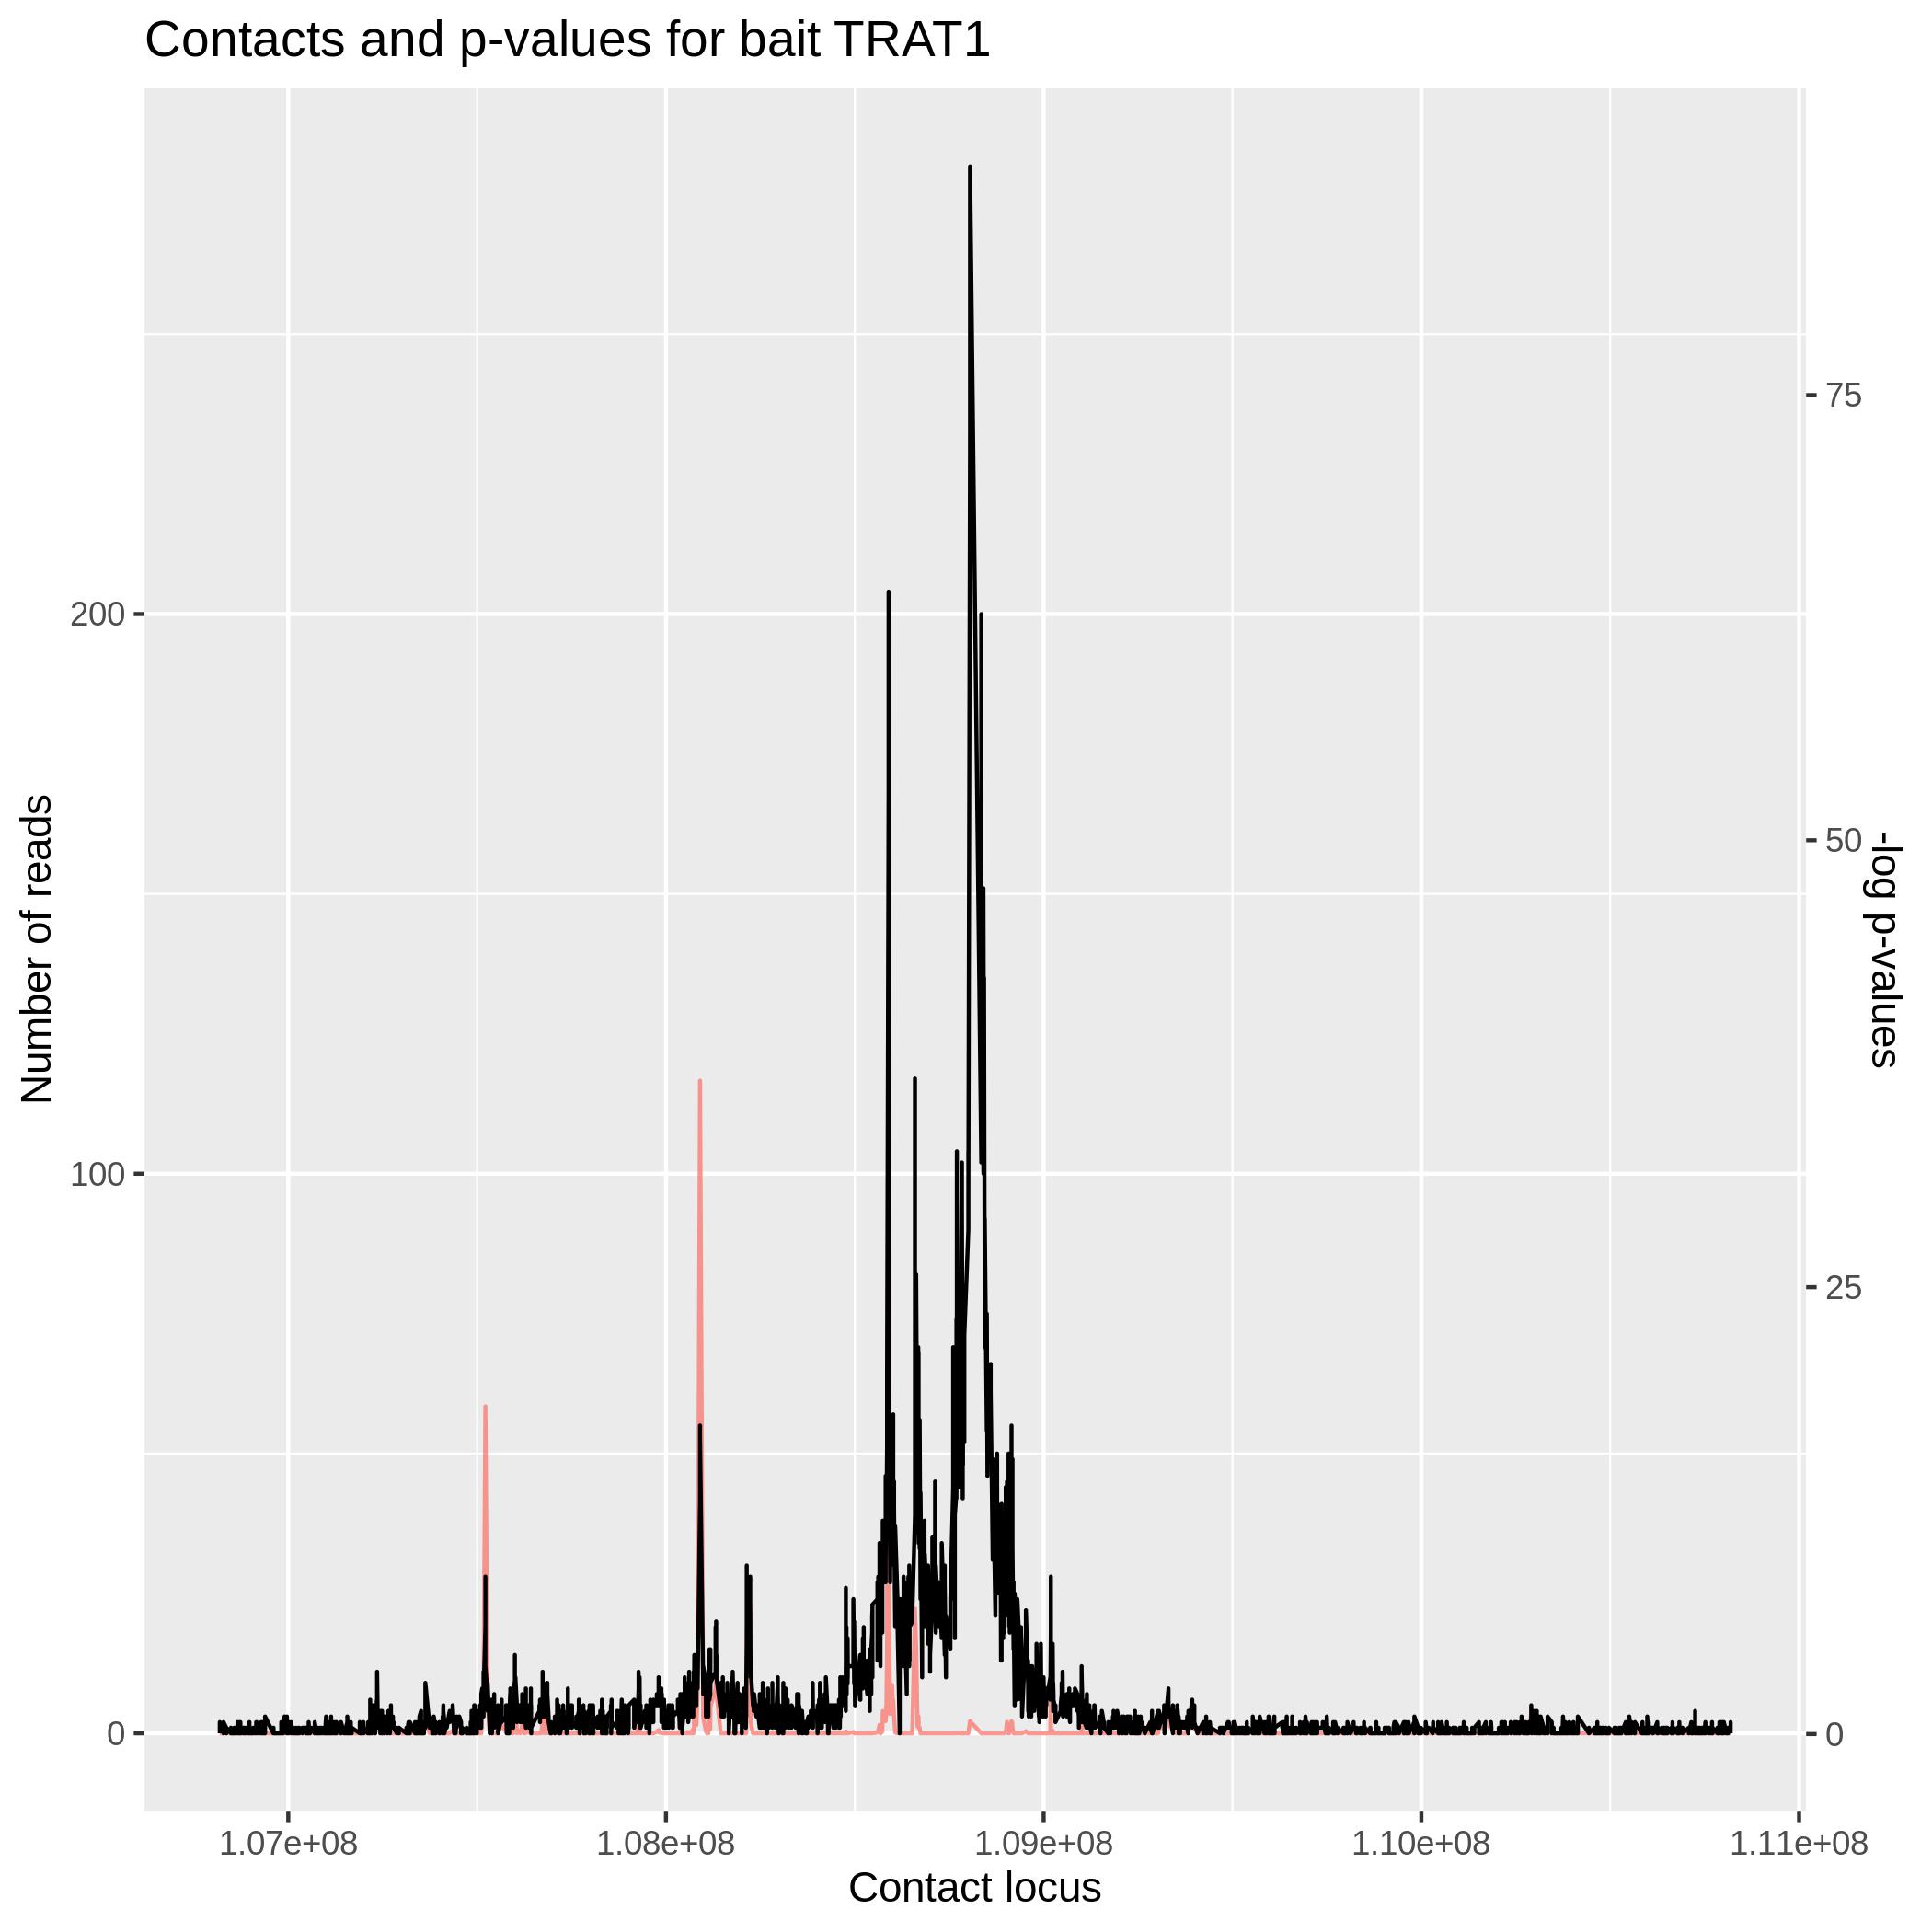 Contacts and p-values for bait TRAT1
Number of reads
200
100
0
75
50
25
0
-log p-values
1.07e+08
1.08e+08
1.09e+08
1.10e+08
1.11e+08
Contact locus